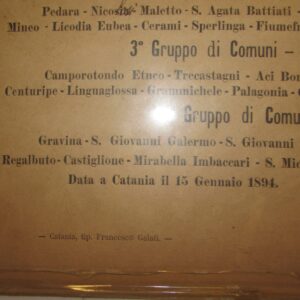 Pedara - Nicosia - Maletto - S. Agata Battiati -
Mineo - Licodia Eubea - Cerami - Sperlinga - Fiumef
3° Gruppo di Comuni –
Camporotondo Etneo - Trecastagni - Aci Bon
Centuripe - Linguaglossa - Grammichele - Palagonia -
Gruppo di Comu
Gravina - S. Giovanni Galermo - S. Giovanni
Regalbuto - Castiglione - Mirabella Imbaccari - S. Mic
Data a Catania il 15 Gennaio 1894.
— Catania, tip. Francesco Galati. —